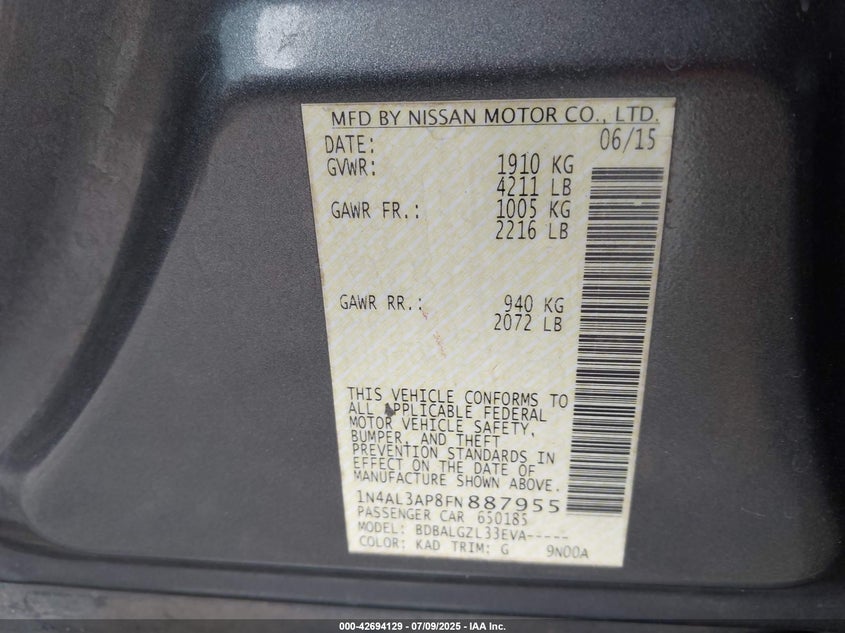 MFD BY NISSAN MOTOR CO., LTD.
DATE: 06/15
GVWR: 1910 KG
4211 LB
GAWR FR.: 1005 KG
2216 LB
GAWR RR.: 940 KG
2072 LB
THIS VEHICLE CONFORMS TO
ALL APPLICABLE FEDERAL
MOTOR VEHICLE SAFETY,
BUMPER, AND THEFT
PREVENTION STANDARDS IN
EFFECT ON THE DATE OF
MANUFACTURE SHOWN ABOVE.
1N4AL3AP8FN887955
PASSENGER CAR 650185
MODEL: BDBALGZL33EVA-----
COLOR: KAD TRIM: G 9N00A
000-42694129 - 07/09/2025 - IAA Inc.